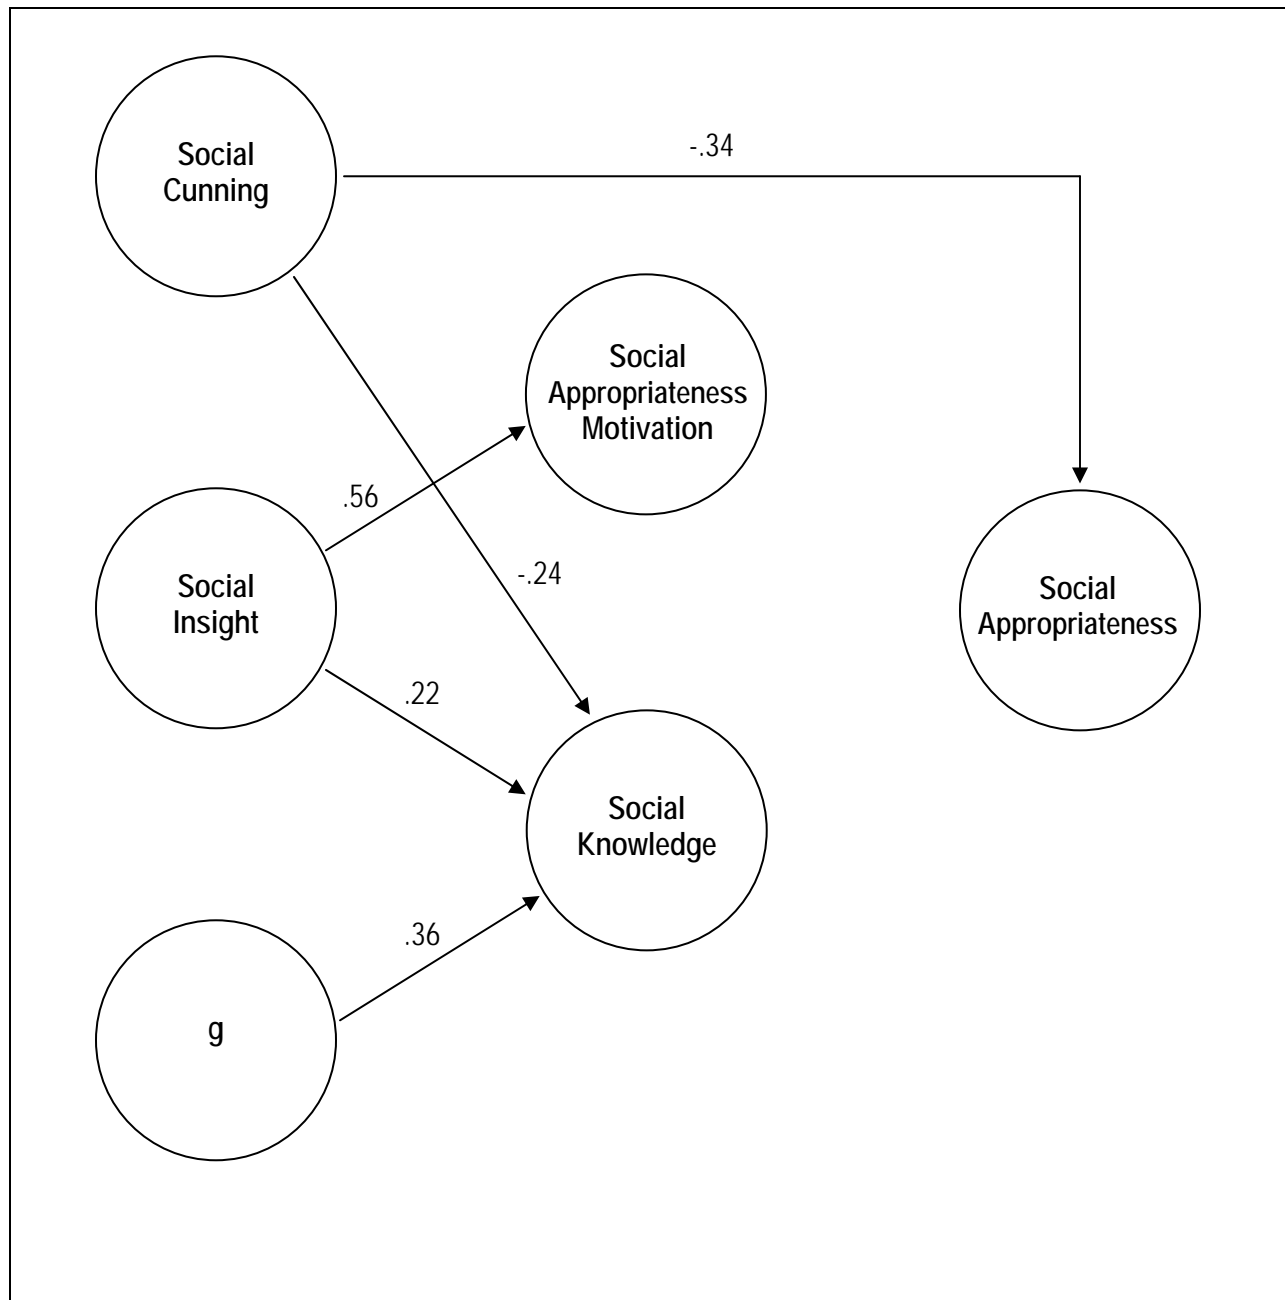 Social
Cunning
-.34
Social
Appropriateness
Motivation
.56
-.24
Social
Insight
Social
Appropriateness
.22
Social
Knowledge
.36
g